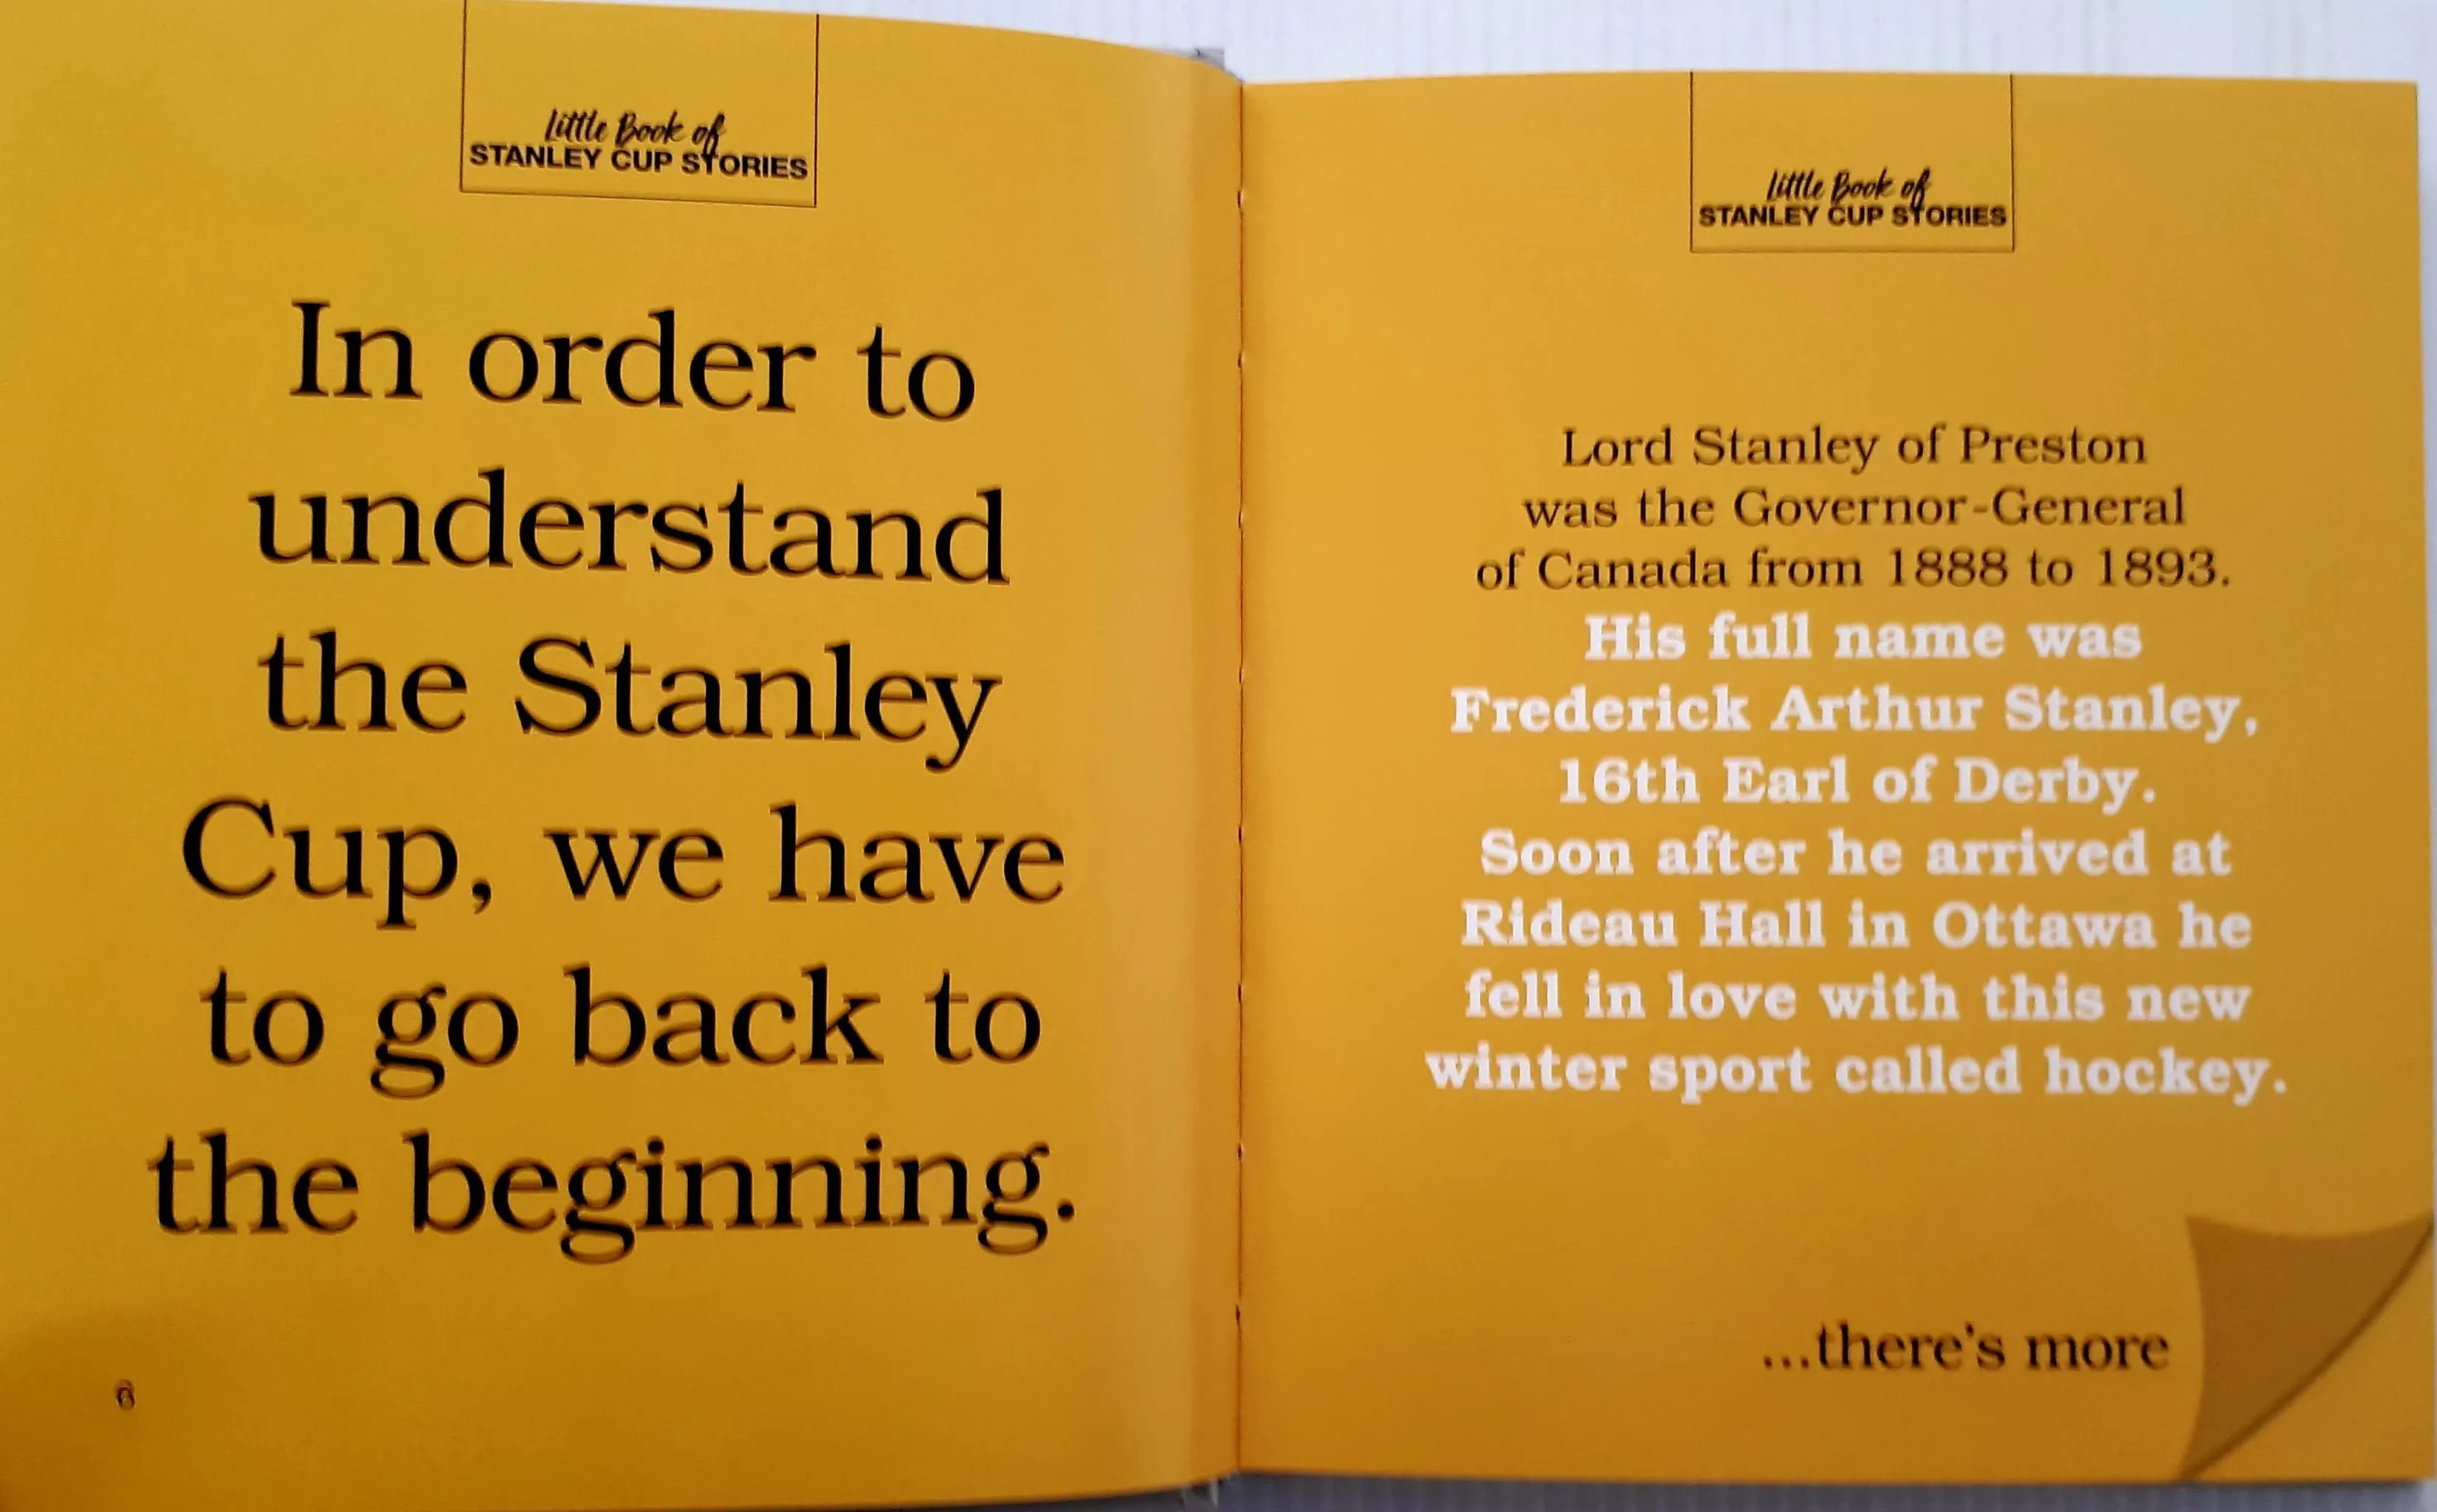 Little Book of
STANLEY CUP STORIES
In order to
understand
the Stanley
Cup, we have
to go back to
the beginning.
6
Little Book of
STANLEY CUP STORIES
Lord Stanley of Preston
was the Governor-General
of Canada from 1888 to 1893.
His full name was
Frederick Arthur Stanley,
16th Earl of Derby.
Soon after he arrived at
Rideau Hall in Ottawa he
fell in love with this new
winter sport called hockey.
...there's more